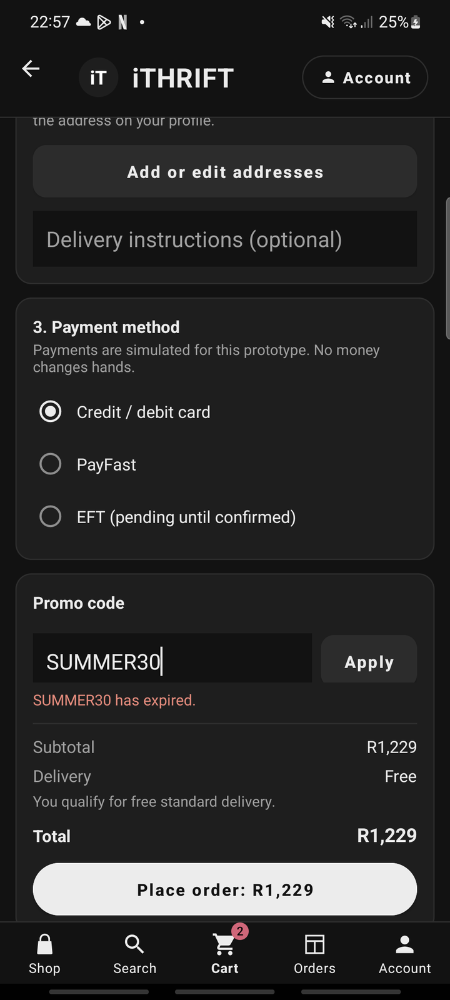 22:57
25%
iT iTHRIFT
Account
the address on your profile.
Add or edit addresses
Delivery instructions (optional)
3. Payment method
Payments are simulated for this prototype. No money
changes hands.
Credit / debit card
PayFast
EFT (pending until confirmed)
Promo code
SUMMER30
Apply
SUMMER30 has expired.
Subtotal R1,229
Delivery Free
You qualify for free standard delivery.
Total R1,229
Place order: R1,229
2
Shop Search Cart Orders Account